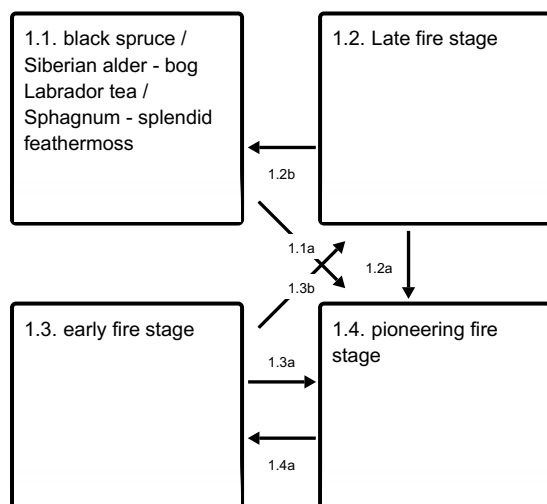 1.1. black spruce /
Siberian alder - bog
Labrador tea /
Sphagnum - splendid
feathermoss
1.2. Late fire stage
1.2b
1.1a
1.2a
1.3b
1.3. early fire stage
1.4. pioneering fire
stage
1.3a
1.4a